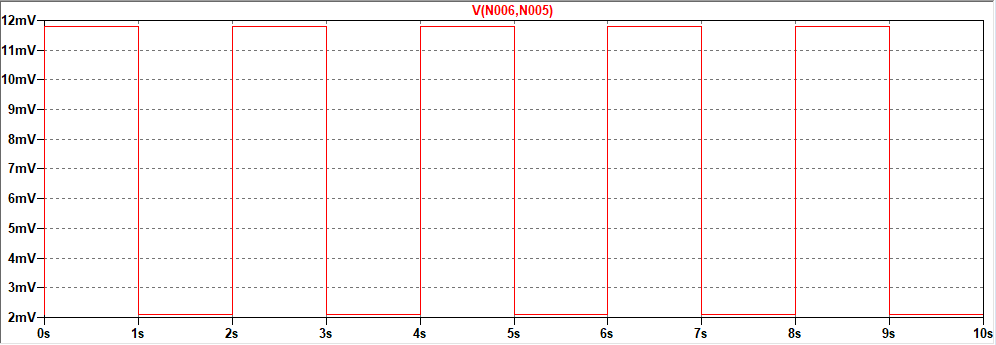 V(N006,N005)
12mV
11mV
10mV
9mV
8mV
7mV
6mV
5mV
4mV
3mV
2mV
0s 1s 2s 3s 4s 5s 6s 7s 8s 9s 10s